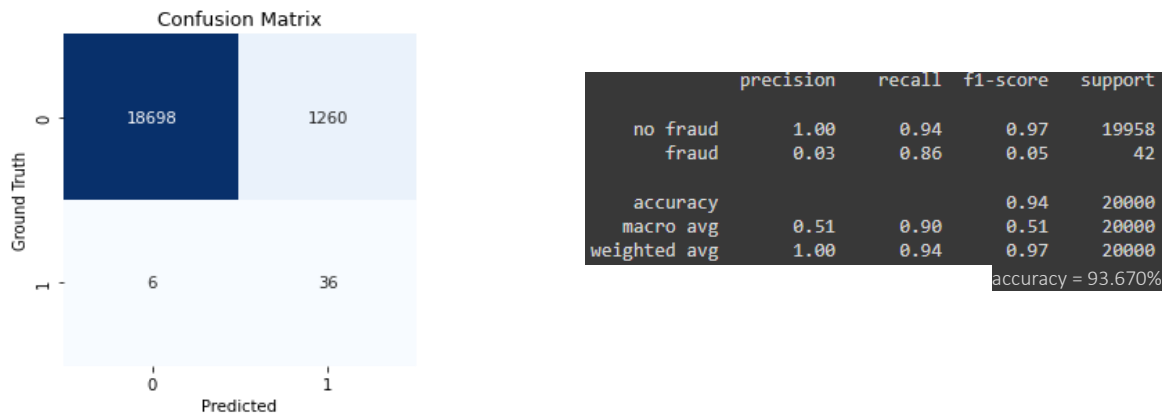 Confusion Matrix
Ground Truth
0
18698 1260
1
6 36
0 1
Predicted
precision recall f1-score support
no fraud 1.00 0.94 0.97 19958
fraud 0.03 0.86 0.05 42
accuracy 0.94 20000
macro avg 0.51 0.90 0.51 20000
weighted avg 1.00 0.94 0.97 20000
accuracy = 93.670%